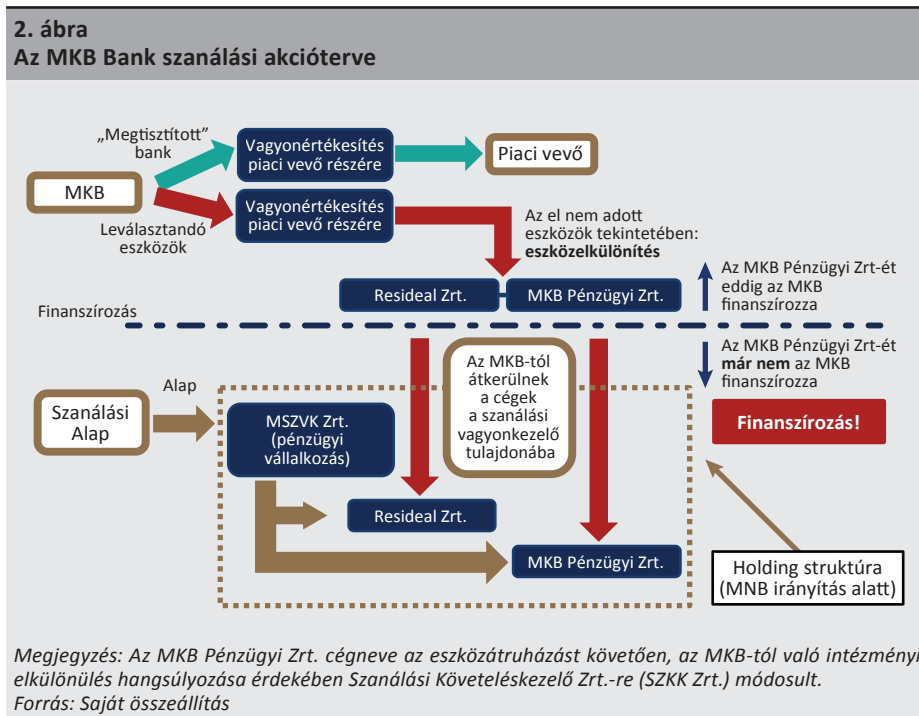 2. ábra
Az MKB Bank szanálási akcióterve
„Megtisztított”
bank
Vagyonértékesítés
piaci vevő részére
Piaci vevő
MKB
Vagyonértékesítés
piaci vevő részére
Leválasztandó
eszközök
Az el nem adott
eszközök tekintetében:
eszközelkülönítés
Resideal Zrt.
MKB Pénzügyi Zrt.
Az MKB Pénzügyi Zrt-ét
eddig az MKB
finanszírozza
Finanszírozás
Az MKB Pénzügyi Zrt-ét
már nem az MKB
finanszírozza
Az MKB-tól
átkerülnek
a cégek
a szanálási
vagyonkezelő
tulajdonába
Alap
Szanálási
Alap
MSZVK Zrt.
(pénzügyi
vállalkozás)
Finanszírozás!
Resideal Zrt.
MKB Pénzügyi Zrt.
Holding struktúra
(MNB irányítás alatt)
Megjegyzés: Az MKB Pénzügyi Zrt. cégneve az eszközátruházást követően, az MKB-tól való intézményi
elkülönülés hangsúlyozása érdekében Szanálási Követeléskezelő Zrt.-re (SZKK Zrt.) módosult.
Forrás: Saját összeállítás